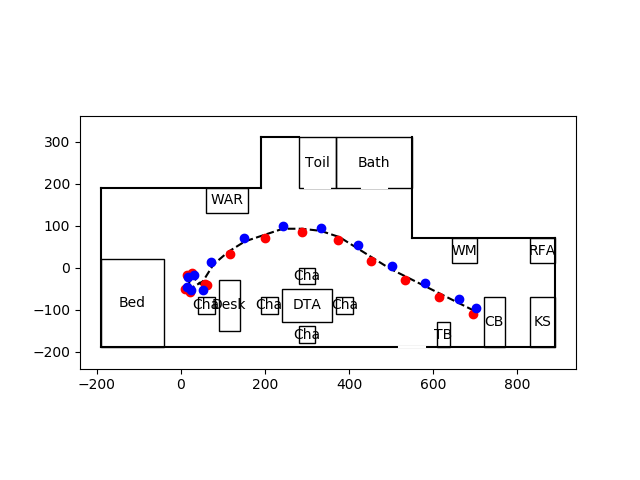 300
200
100
0
−100
−200
−200
0
200
400
600
800
Toil
Bath
WAR
WM
RFA
Bed
Cha
Desk
Cha
Cha
DTA
Cha
Cha
TB
CB
KS